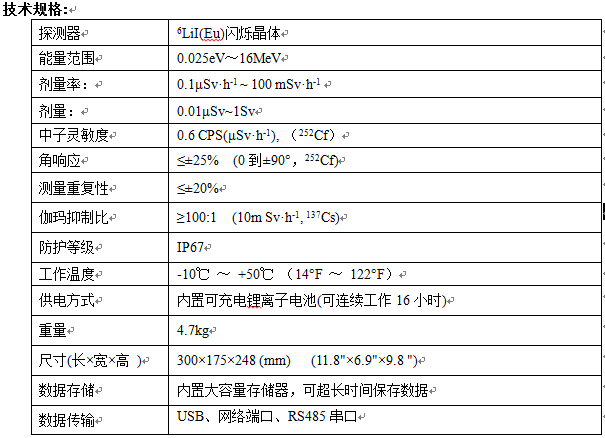 技术规格:
探测器 ⁶LiI(Eu)闪烁晶体
能量范围 0.025eV～16MeV
剂量率： 0.1μSv·h⁻¹ ~ 100 mSv·h⁻¹
剂量： 0.01μSv~1Sv
中子灵敏度 0.6 CPS(μSv·h⁻¹), （²⁵²Cf）
角响应 ≤±25% (0 到±90°，²⁵²Cf)
测量重复性 ≤±20%
伽玛抑制比 ≥100:1 (10m Sv·h⁻¹, ¹³⁷Cs)
防护等级 IP67
工作温度 -10℃ ～ +50℃ （14°F ～ 122°F）
供电方式 内置可充电锂离子电池(可连续工作 16 小时)
重量 4.7kg
尺寸(长×宽×高 ) 300×175×248 (mm) (11.8"×6.9"×9.8 ")
数据存储 内置大容量存储器，可超长时间保存数据
数据传输 USB、网络端口、RS485 串口